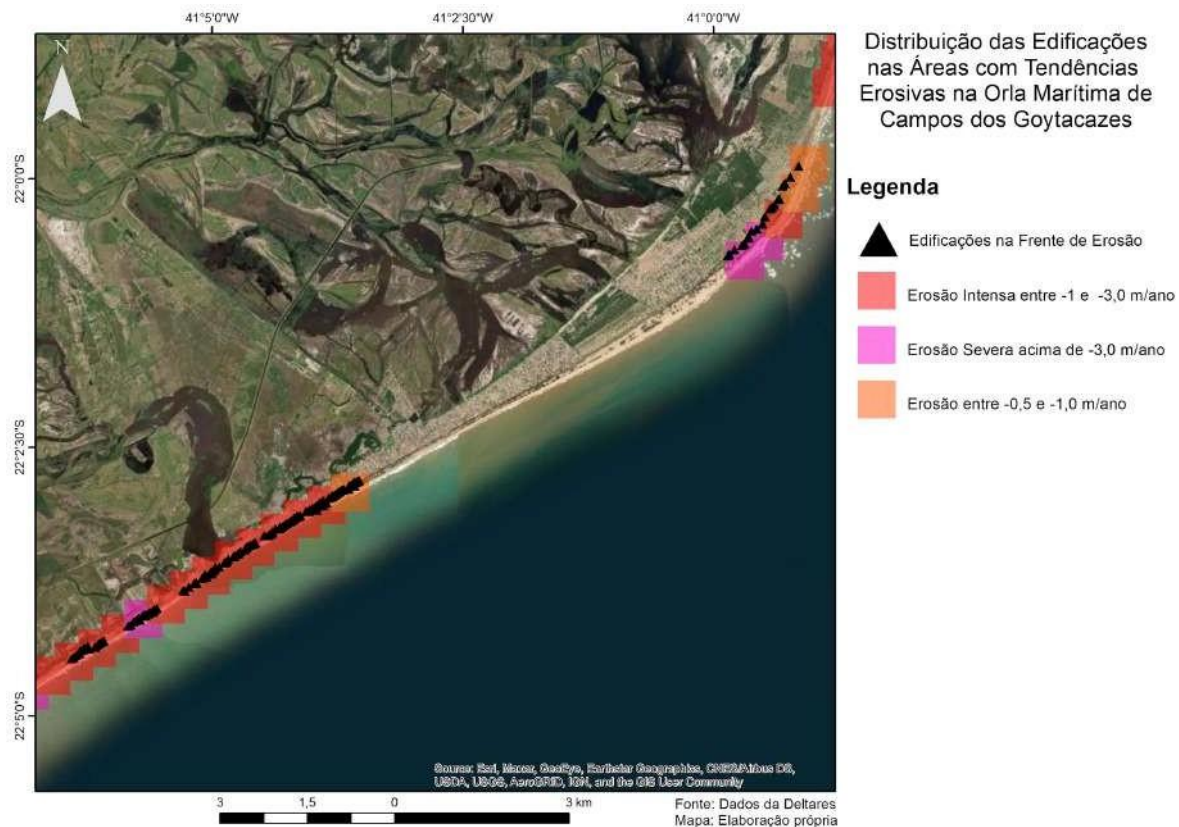 41°5'0"W
41°2'30"W
41°0'0"W
N
22°0'0"S
22°2'30"S
22°5'0"S
Distribuição das Edificações
nas Áreas com Tendências
Erosivas na Orla Marítima de
Campos dos Goytacazes
Legenda
Edificações na Frente de Erosão
Erosão Intensa entre -1 e -3,0 m/ano
Erosão Severa acima de -3,0 m/ano
Erosão entre -0,5 e -1,0 m/ano
Source: Esri, Maxar, GeoEye, Earthstar Geographics, CNES/Airbus DS,
USDA, USGS, AeroGRID, IGN, and the GIS User Community
3
1,5
0
3 km
Fonte: Dados da Deltares
Mapa: Elaboração própria